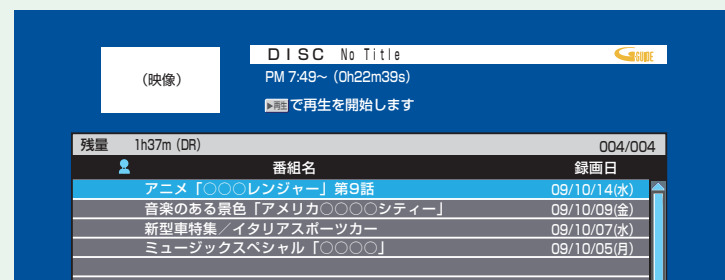 DISC No Title
G GUIDE
(映像)
PM 7:49~ (0h22m39s)
▶再生で再生を開始します
残量 1h37m (DR) 004/004
番組名 録画日
アニメ「○○○レンジャー」第9話 09/10/14(水)
音楽のある景色「アメリカ○○○○シティー」 09/10/09(金)
新型車特集/イタリアスポーツカー 09/10/07(水)
ミュージックスペシャル「○○○○」 09/10/05(月)